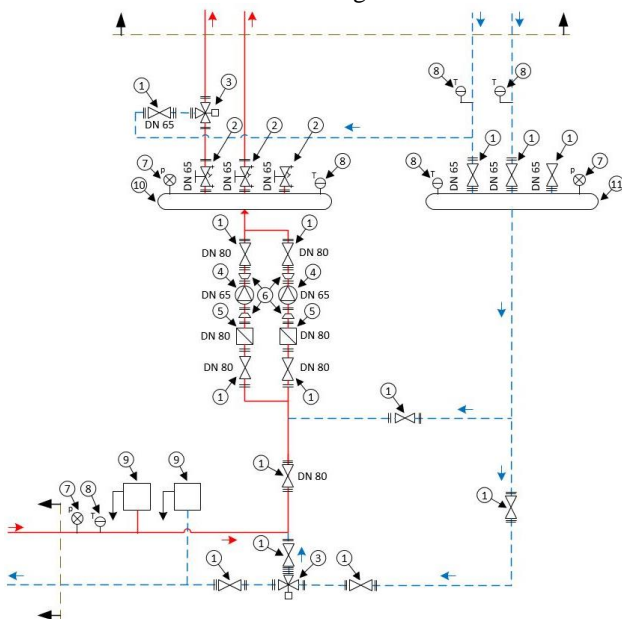 8 T T 8
1 3
DN 65
2 2 2 1 1 1
7 P DN 65 DN 65 DN 65 T 8 8 T DN 65 DN 65 DN 65 P 7
10 11
1 1
DN 80 DN 80
4 6 4
DN 65 DN 65
5 5
DN 80 DN 80
DN 80 DN 80
1 1 1
1 DN 80
9 9
7 8 1
P T
1
1 3 1